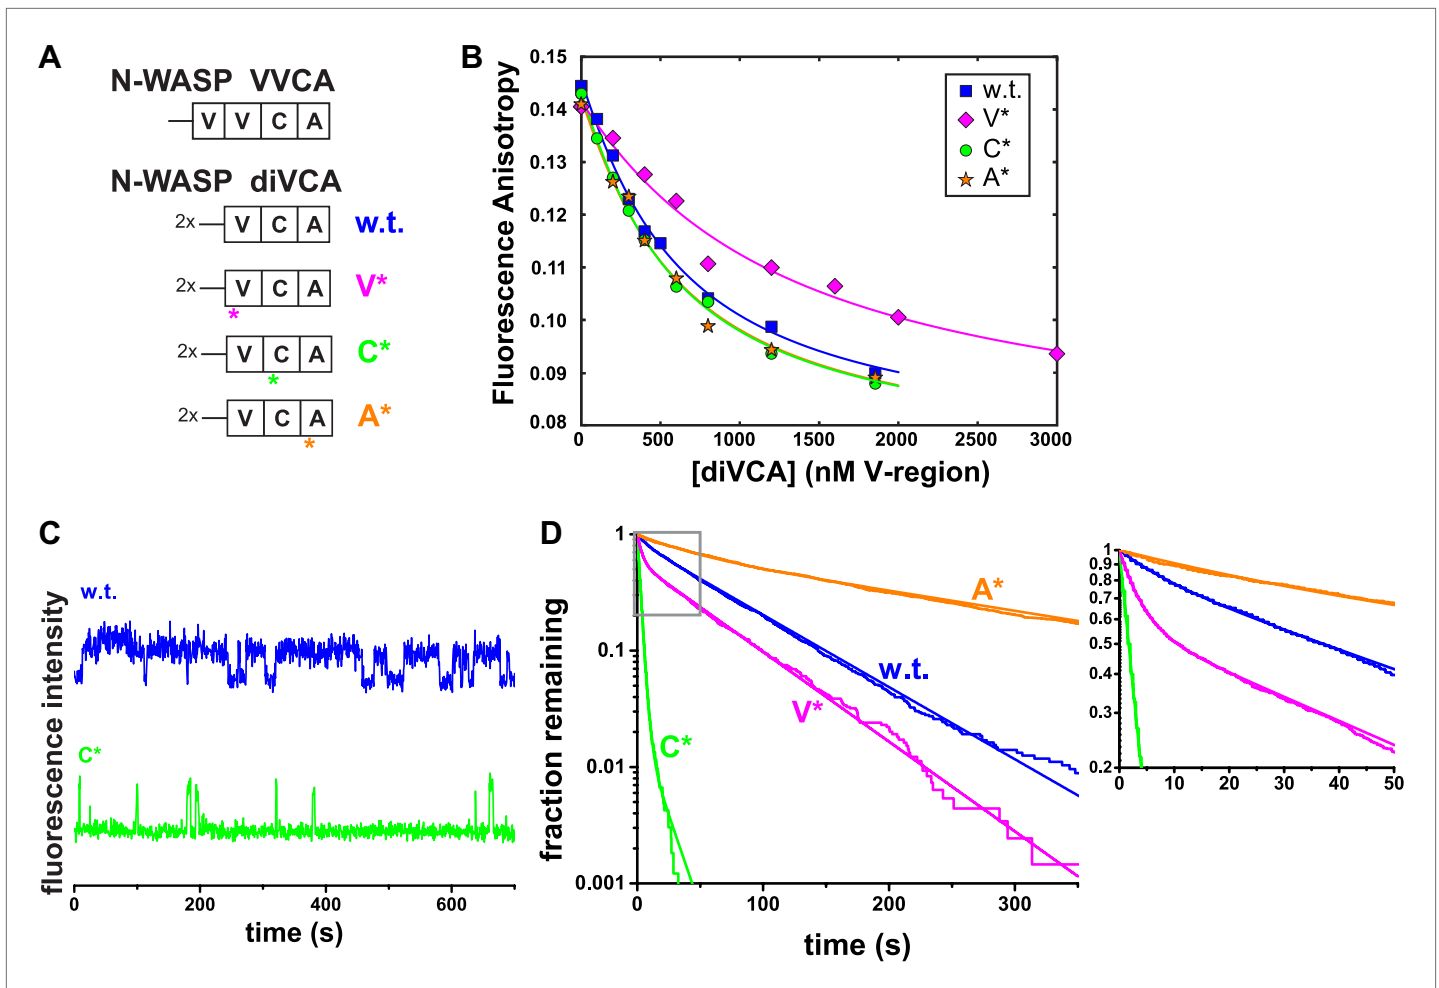 A
N-WASP VVCA
V V C A
N-WASP diVCA
2x V C A w.t.
2x V C A V*
*
2x V C A C*
*
2x V C A A*
*
B
Fluorescence Anisotropy
0.15
0.14
0.13
0.12
0.11
0.10
0.09
0.08
0 500 1000 1500 2000 2500 3000
[diVCA] (nM V-region)
w.t.
V*
C*
A*
C
fluorescence intensity
w.t.
C*
0 200 400 600
time (s)
D
fraction remaining
1
0.1
0.01
0.001
A*
w.t.
V*
C*
0 100 200 300
time (s)
1
0.9
0.8
0.7
0.6
0.5
0.4
0.3
0.2
0 10 20 30 40 50